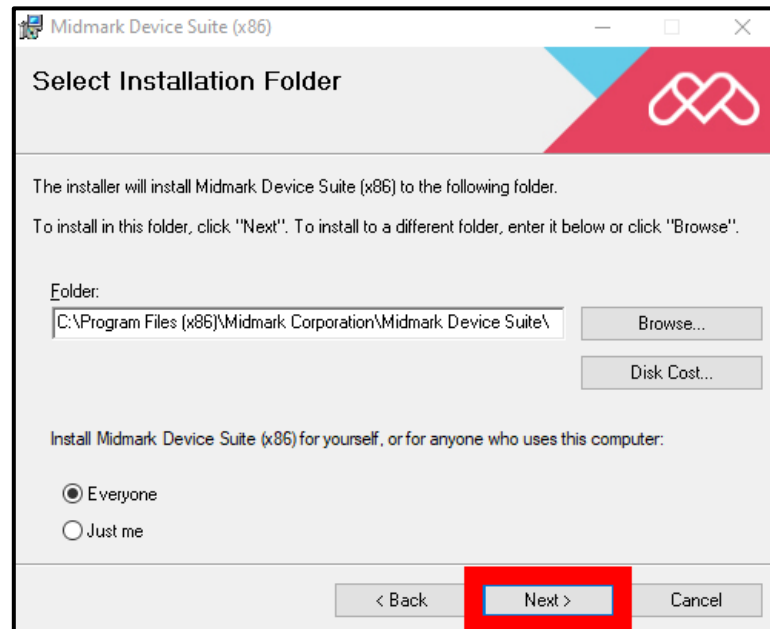 Midmark Device Suite (x86)
Select Installation Folder
The installer will install Midmark Device Suite (x86) to the following folder.
To install in this folder, click "Next". To install to a different folder, enter it below or click "Browse".
Folder:
C:\Program Files (x86)\Midmark Corporation\Midmark Device Suite\
Browse...
Disk Cost...
Install Midmark Device Suite (x86) for yourself, or for anyone who uses this computer:
Everyone
Just me
< Back
Next >
Cancel